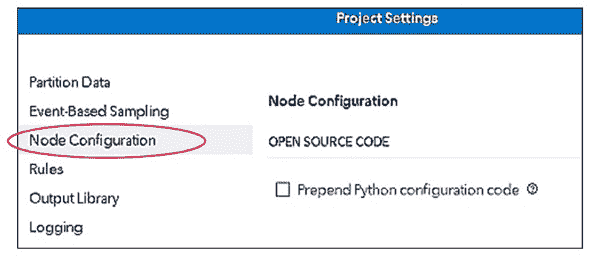 Project Settings
Partition Data
Event-Based Sampling
Node Configuration
Rules
Output Library
Logging
Node Configuration
OPEN SOURCE CODE
Prepend Python configuration code